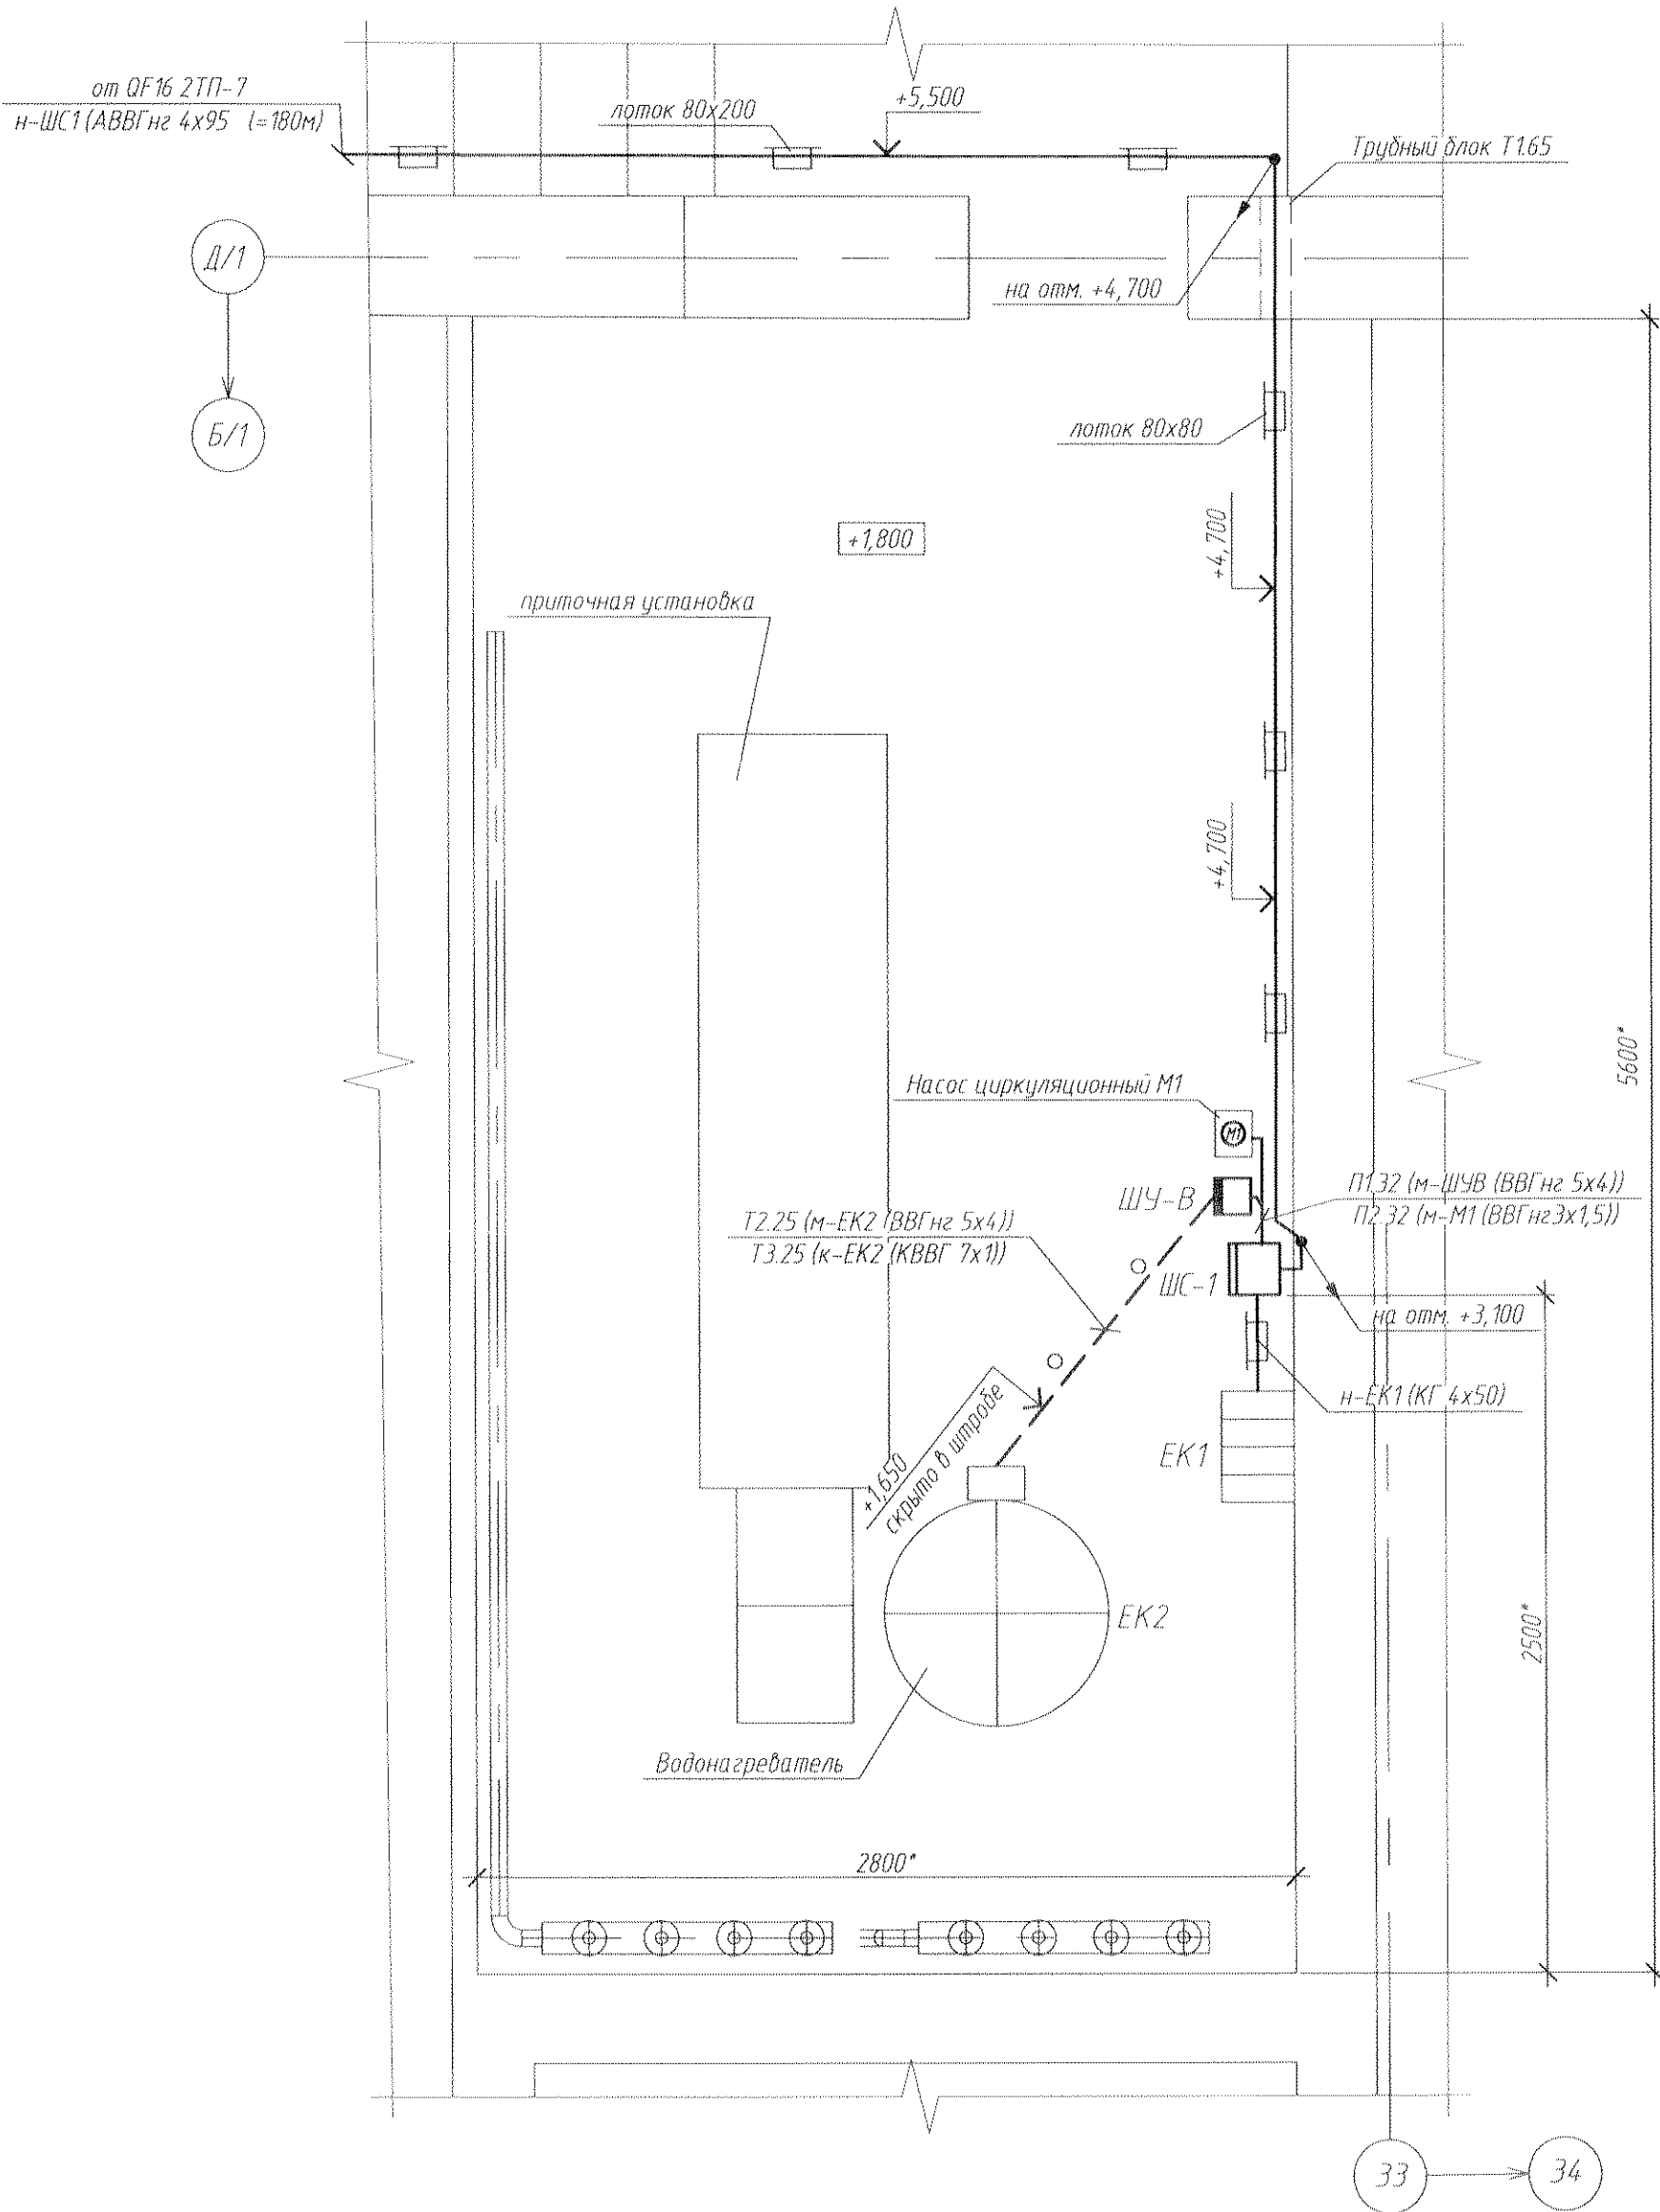 от QF16 2ТП-7
н-ШС1 (АВВГнг 4х95 l=180м)
лоток 80х200
+5,500
Трубный блок Т1.65
Д/1
на отм. +4,700
Б/1
лоток 80х80
+4,700
+1,800
приточная установка
+4,700
5600*
Насос циркуляционный М1
М1
ШУ-В
П1.32 (м-ШУВ (ВВГнг 5х4))
П2.32 (м-М1 (ВВГнг3х1,5))
Т2.25 (м-ЕК2 (ВВГнг 5х4))
Т3.25 (к-ЕК2 (КВВГ 7х1))
ШС-1
на отм. +3,100
н-ЕК1 (КГ 4х50)
ЕК1
+1,650
скрыто в штробе
ЕК2
2500*
Водонагреватель
2800*
33
34